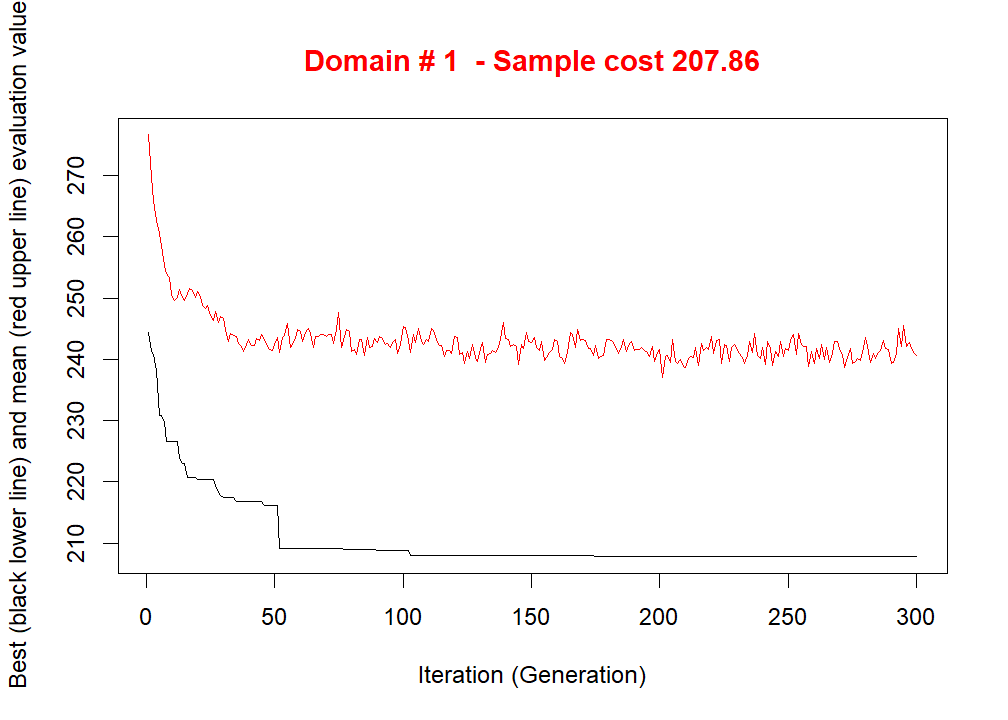 Domain # 1  - Sample cost 207.86
Best (black lower line) and mean (red upper line) evaluation value
270
260
250
240
230
220
210
0 50 100 150 200 250 300
Iteration (Generation)